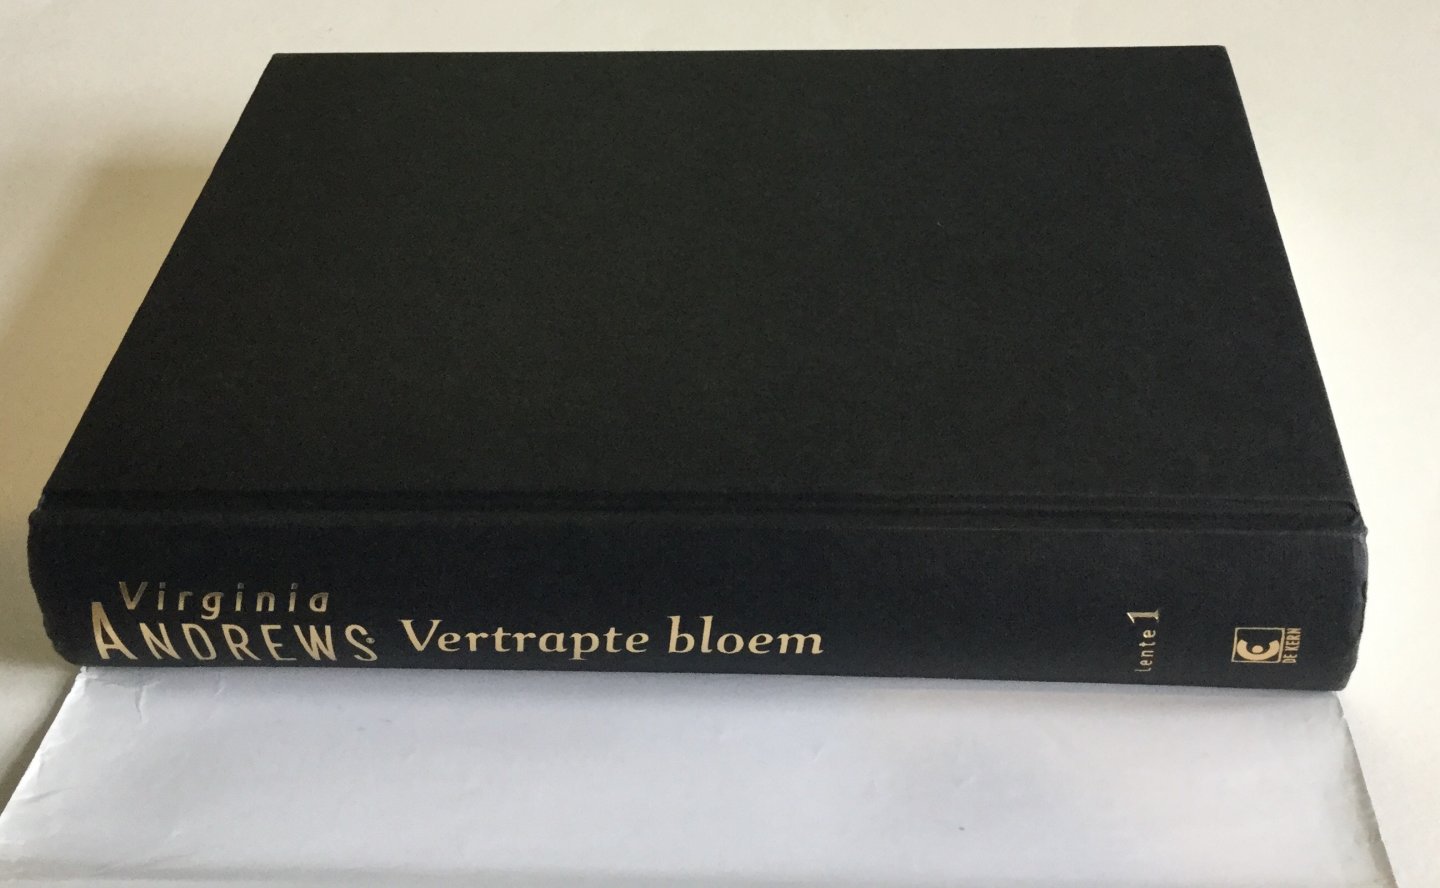 Virginia
ANDREWS®
Vertrapte bloem
Lente 1
DE KERN